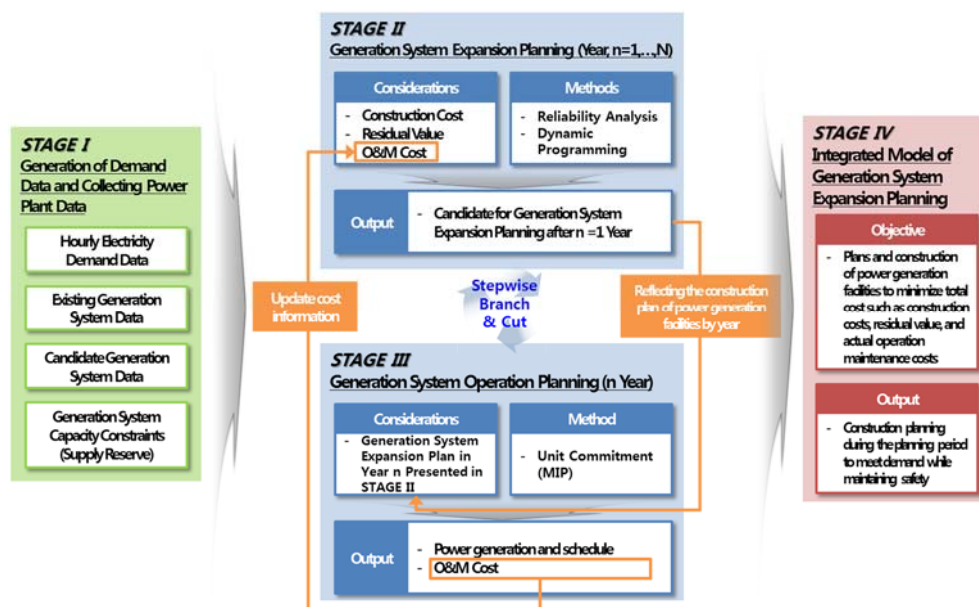 STAGE I
Generation of Demand
Data and Collecting Power
Plant Data
Hourly Electricity
Demand Data
Existing Generation
System Data
Candidate Generation
System Data
Generation System
Capacity Constraints
(Supply Reserve)
STAGE II
Generation System Expansion Planning (Year, n=1,...,N)
Considerations
- Construction Cost
- Residual Value
- O&M Cost
Methods
- Reliability Analysis
- Dynamic
Programming
Output
- Candidate for Generation System
Expansion Planning after n =1 Year
Update cost
information
Stepwise
Branch
& Cut
Reflecting the construction
plan of power generation
facilities by year
STAGE III
Generation System Operation Planning (n Year)
Considerations
- Generation System
Expansion Plan in
Year n Presented in
STAGE II
Method
- Unit Commitment
(MIP)
Output
- Power generation and schedule
- O&M Cost
STAGE IV
Integrated Model of
Generation System
Expansion Planning
Objective
- Plans and construction
of power generation
facilities to minimize total
cost such as construction
costs, residual value, and
actual operation
maintenance costs
Output
- Construction planning
during the planning period
to meet demand while
maintaining safety